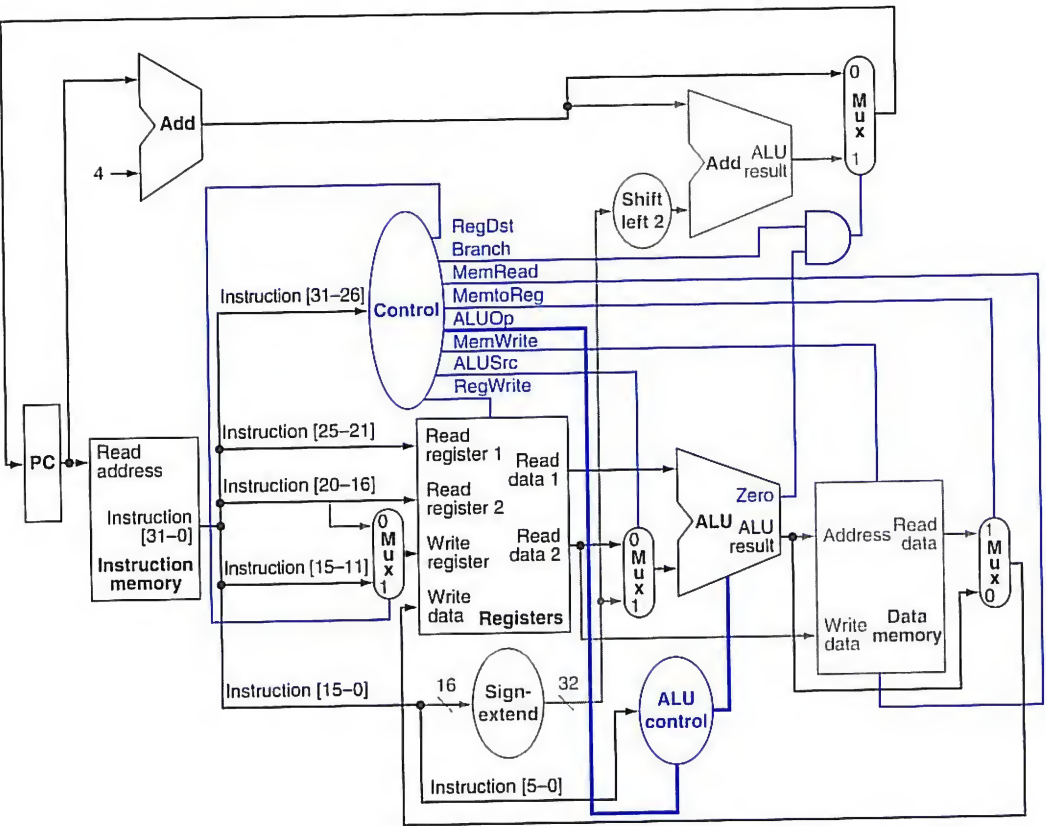 0
M
u
x
1
Add
4
Add
ALU
result
Shift
left 2
RegDst
Branch
MemRead
MemtoReg
ALUOp
MemWrite
ALUSrc
RegWrite
Instruction [31–26]
Control
PC
Read
address
Instruction
[31–0]
Instruction
memory
Instruction [25–21]
Instruction [20–16]
Instruction [15–11]
0
M
u
x
1
Read
register 1
Read
register 2
Write
register
Write
data
Read
data 1
Read
data 2
Registers
0
M
u
x
1
Zero
ALU
ALU
result
Address
Read
data
Write
data
Data
memory
1
M
u
x
0
Instruction [15–0]
16
Sign-
extend
32
ALU
control
Instruction [5–0]